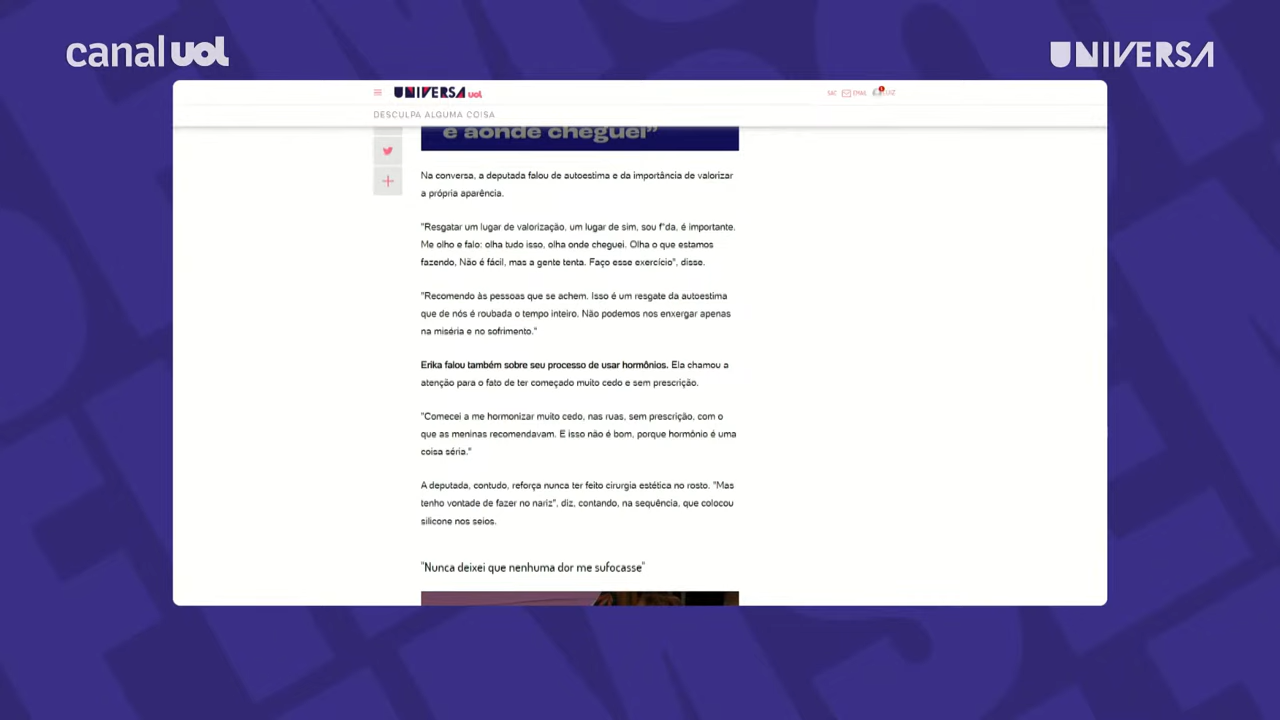 canal uol
UNIVERSA
UNIVERSA uol
SAC EMAIL
DESCULPA ALGUMA COISA
e aonde cheguei"
Na conversa, a deputada falou de autoestima e da importância de valorizar
a própria aparência.
"Resgatar um lugar de valorização, um lugar de sim, sou f*da, é importante.
Me olho e falo: olha tudo isso, olha onde cheguei. Olha o que estamos
fazendo, Não é fácil, mas a gente tenta. Faço esse exercício", disse.
"Recomendo às pessoas que se achem. Isso é um resgate da autoestima
que de nós é roubada o tempo inteiro. Não podemos nos enxergar apenas
na miséria e no sofrimento."
Erika falou também sobre seu processo de usar hormônios. Ela chamou a
atenção para o fato de ter começado muito cedo e sem prescrição.
"Comecei a me hormonizar muito cedo, nas ruas, sem prescrição, com o
que as meninas recomendavam. E isso não é bom, porque hormônio é uma
coisa séria."
A deputada, contudo, reforça nunca ter feito cirurgia estética no rosto. "Mas
tenho vontade de fazer no nariz", diz, contando, na sequência, que colocou
silicone nos seios.
"Nunca deixei que nenhuma dor me sufocasse"